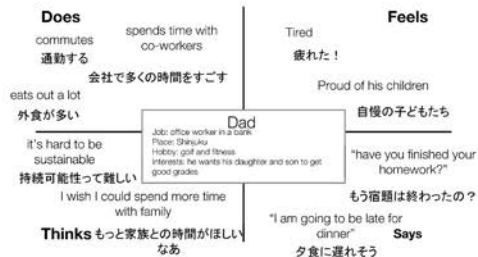 Does
commutes
通勤する
spends time with
co-workers
会社で多くの時間をすごす
eats out a lot
外食が多い
Feels
Tired
疲れた！
Proud of his children
自慢の子どもたち
Dad
Job: office worker in a bank
Place: Shinjuku
Hobby: golf and fitness
Interests: he wants his daughter and son to get
good grades
it's hard to be
sustainable
持続可能性って難しい
I wish I could spend more time
with family
Thinks もっと家族との時間がほしい
なあ
“have you finished your
homework?”
もう宿題は終わったの？
“I am going to be late for
dinner”
Says
夕食に遅れそう